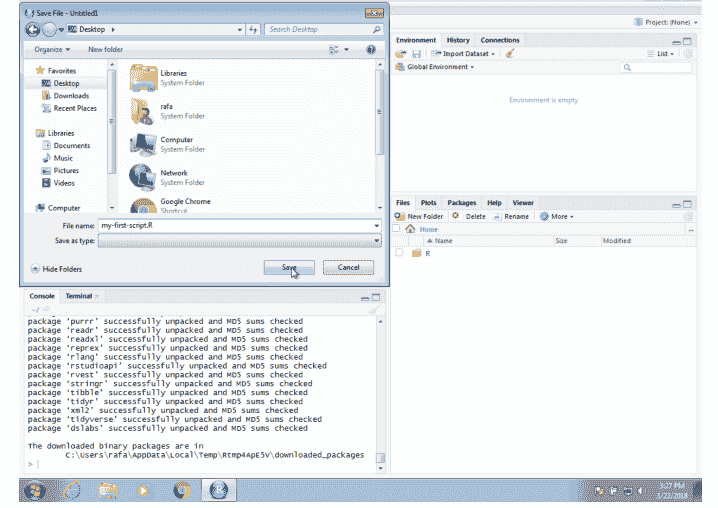 Save File - Untitled1
Desktop
Search Desktop
Organize
New folder
Favorites
Desktop
Downloads
Recent Places
Libraries
Documents
Music
Pictures
Videos
Computer
Libraries
System Folder
rafa
System Folder
Computer
System Folder
Network
System Folder
Google Chrome
Shortcut
File name: my-first-script.R
Save as type:
Hide Folders
Save
Cancel
Project: (None)
Environment History Connections
Import Dataset
List
Global Environment
Environment is empty
Files Plots Packages Help Viewer
New Folder Delete Rename More
Home
Name Size Modified
R
Console Terminal
~/
package 'purrr' successfully unpacked and MD5 sums checked
package 'readr' successfully unpacked and MD5 sums checked
package 'readxl' successfully unpacked and MD5 sums checked
package 'reprex' successfully unpacked and MD5 sums checked
package 'rlang' successfully unpacked and MD5 sums checked
package 'rstudioapi' successfully unpacked and MD5 sums checked
package 'rvest' successfully unpacked and MD5 sums checked
package 'stringr' successfully unpacked and MD5 sums checked
package 'tibble' successfully unpacked and MD5 sums checked
package 'tidyr' successfully unpacked and MD5 sums checked
package 'xml2' successfully unpacked and MD5 sums checked
package 'tidyverse' successfully unpacked and MD5 sums checked
package 'dslabs' successfully unpacked and MD5 sums checked
The downloaded binary packages are in
C:\Users\rafa\AppData\Local\Temp\Rtmp4ApE5V\downloaded_packages
>
3:27 PM
3/22/2018